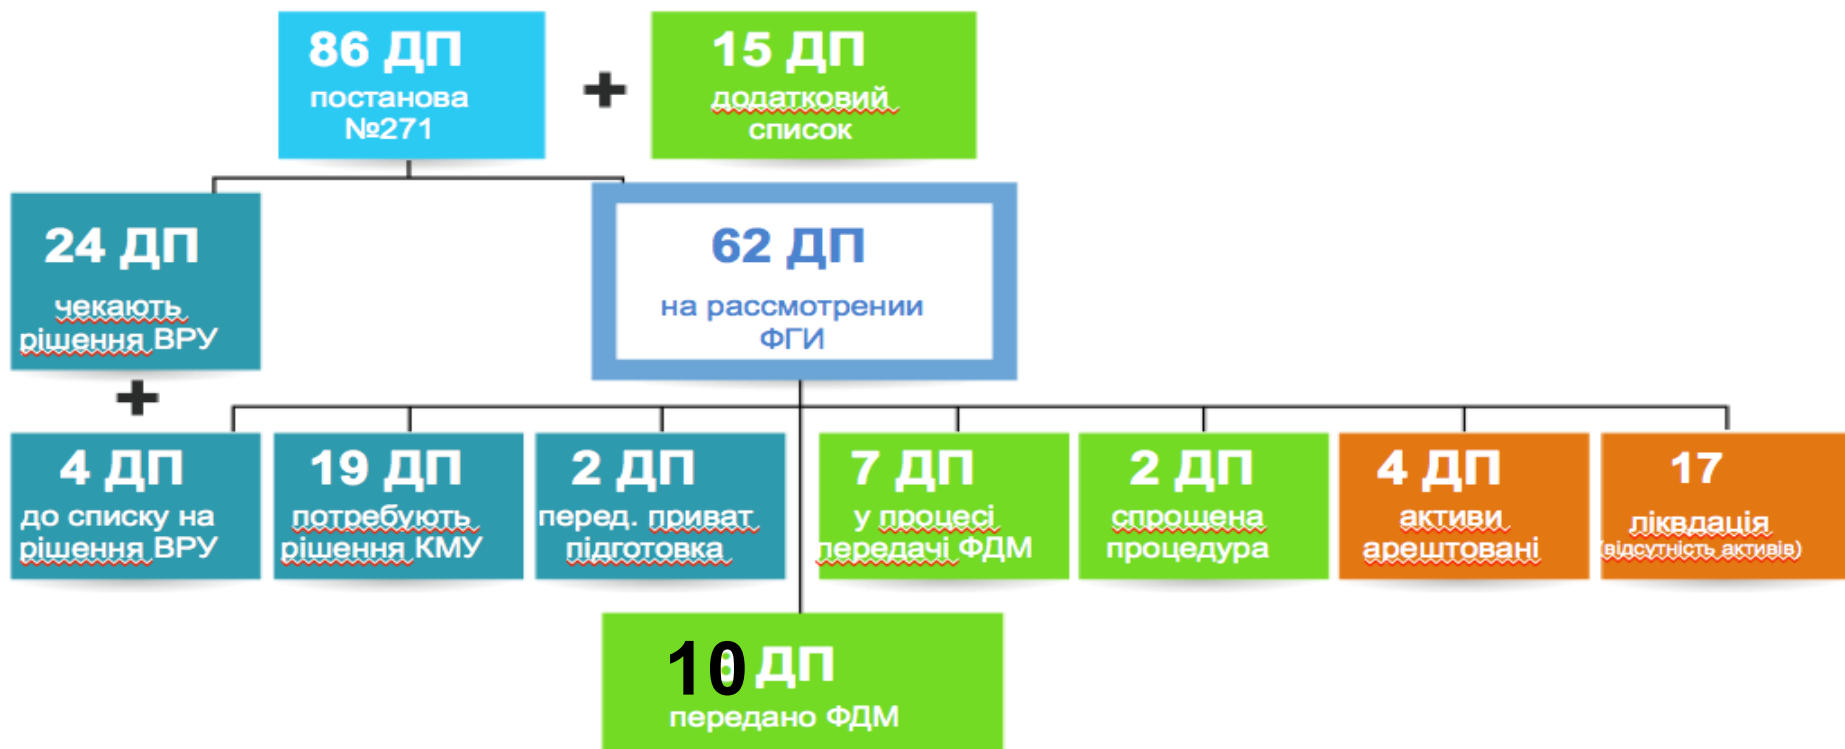 86 ДП
постанова
№271
+
15 ДП
додатковий
список
24 ДП
чекають
рішення ВРУ
62 ДП
на рассмотрении
ФГИ
+
4 ДП
до списку на
рішення ВРУ
19 ДП
потребують
рішення КМУ
2 ДП
перед. приват
підготовка
7 ДП
у процесі
передачі ФДМ
2 ДП
спрощена
процедура
4 ДП
активи
арештовані
17
ліквдація
(відсутність активів)
10 ДП
передано ФДМ